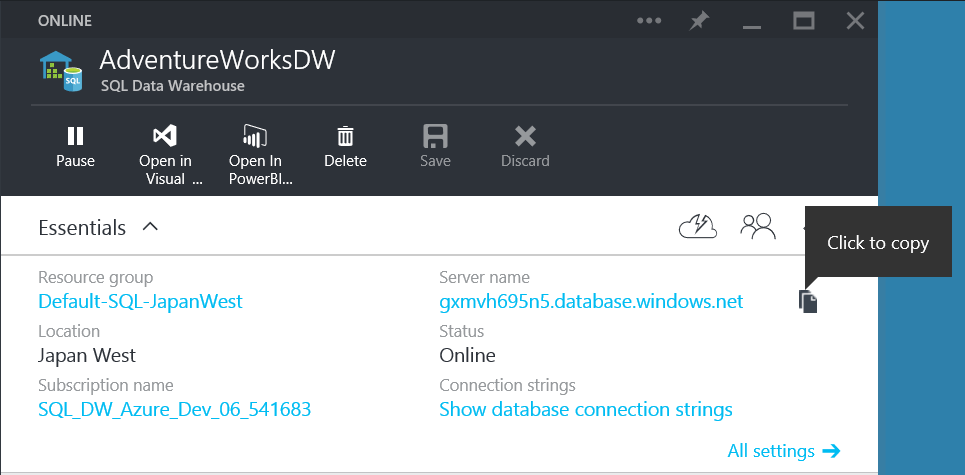 ONLINE
AdventureWorksDW
SQL Data Warehouse
SQL
Pause
Open in
Visual ...
Open In
PowerBI...
Delete
Save
Discard
Essentials
Click to copy
Resource group
Default-SQL-JapanWest
Server name
gxmvh695n5.database.windows.net
Location
Japan West
Status
Online
Subscription name
SQL_DW_Azure_Dev_06_541683
Connection strings
Show database connection strings
All settings